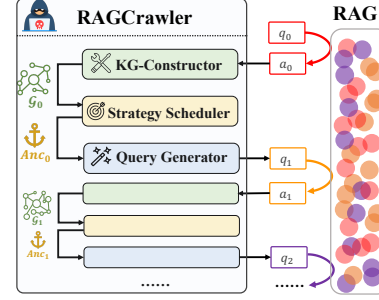 RAGCrawler
RAG
q0
KG-Constructor
a0
𝒢0
Strategy Scheduler
Anc0
Query Generator
q1
a1
𝒢1
Anc1
q2
......
......